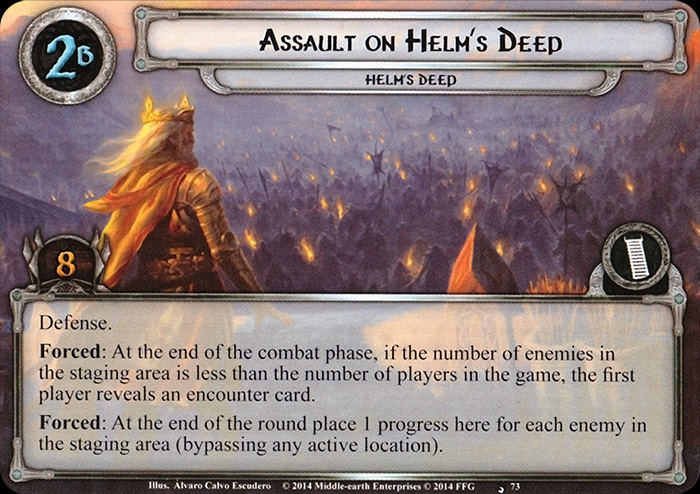 2B
ASSAULT ON HELM'S DEEP
HELM'S DEEP
8
Defense.
Forced: At the end of the combat phase, if the number of enemies in
the staging area is less than the number of players in the game, the first
player reveals an encounter card.
Forced: At the end of the round place 1 progress here for each enemy in
the staging area (bypassing any active location).
Illus. Álvaro Calvo Escudero © 2014 Middle-earth Enterprises © 2014 FFG 73